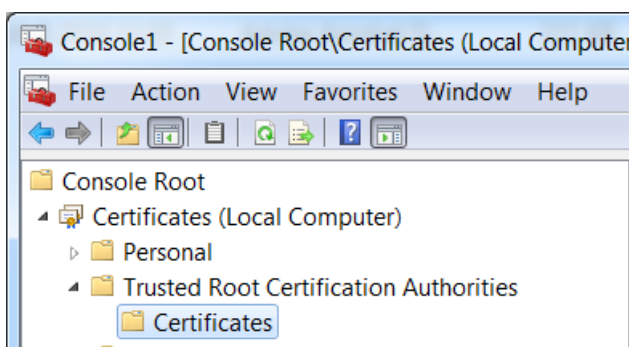 Console1 - [Console Root\Certificates (Local Computer
File Action View Favorites Window Help
Console Root
Certificates (Local Computer)
Personal
Trusted Root Certification Authorities
Certificates